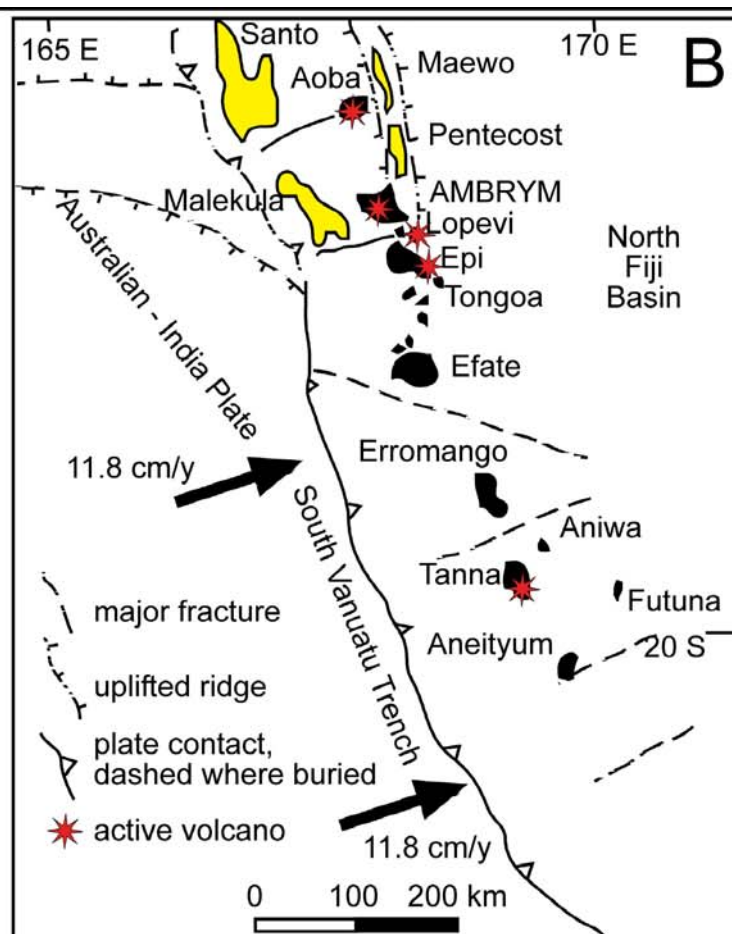 165 E
170 E
B
Santo
Aoba
Maewo
Pentecost
Malekula
AMBRYM
Lopevi
Epi
Tongoa
North
Fiji
Basin
Efate
Australian - India Plate
11.8 cm/y
Erromango
South Vanuatu Trench
Aniwa
Tanna
Futuna
Aneityum
20 S
major fracture
uplifted ridge
plate contact,
dashed where buried
active volcano
11.8 cm/y
0 100 200 km